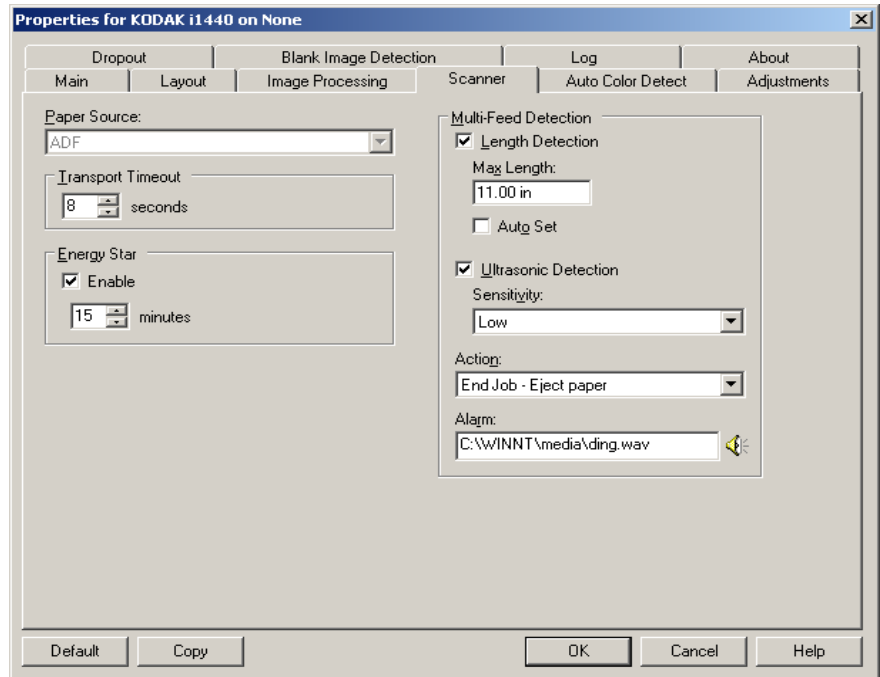 Properties for KODAK i1440 on None
Dropout Blank Image Detection Log About
Main Layout Image Processing Scanner Auto Color Detect Adjustments
Paper Source:
ADF
Transport Timeout
8 seconds
Energy Star
Enable
15 minutes
Multi-Feed Detection
Length Detection
Max Length:
11.00 in
Auto Set
Ultrasonic Detection
Sensitivity:
Low
Action:
End Job - Eject paper
Alarm:
C:\WINNT\media\ding.wav
Default Copy OK Cancel Help